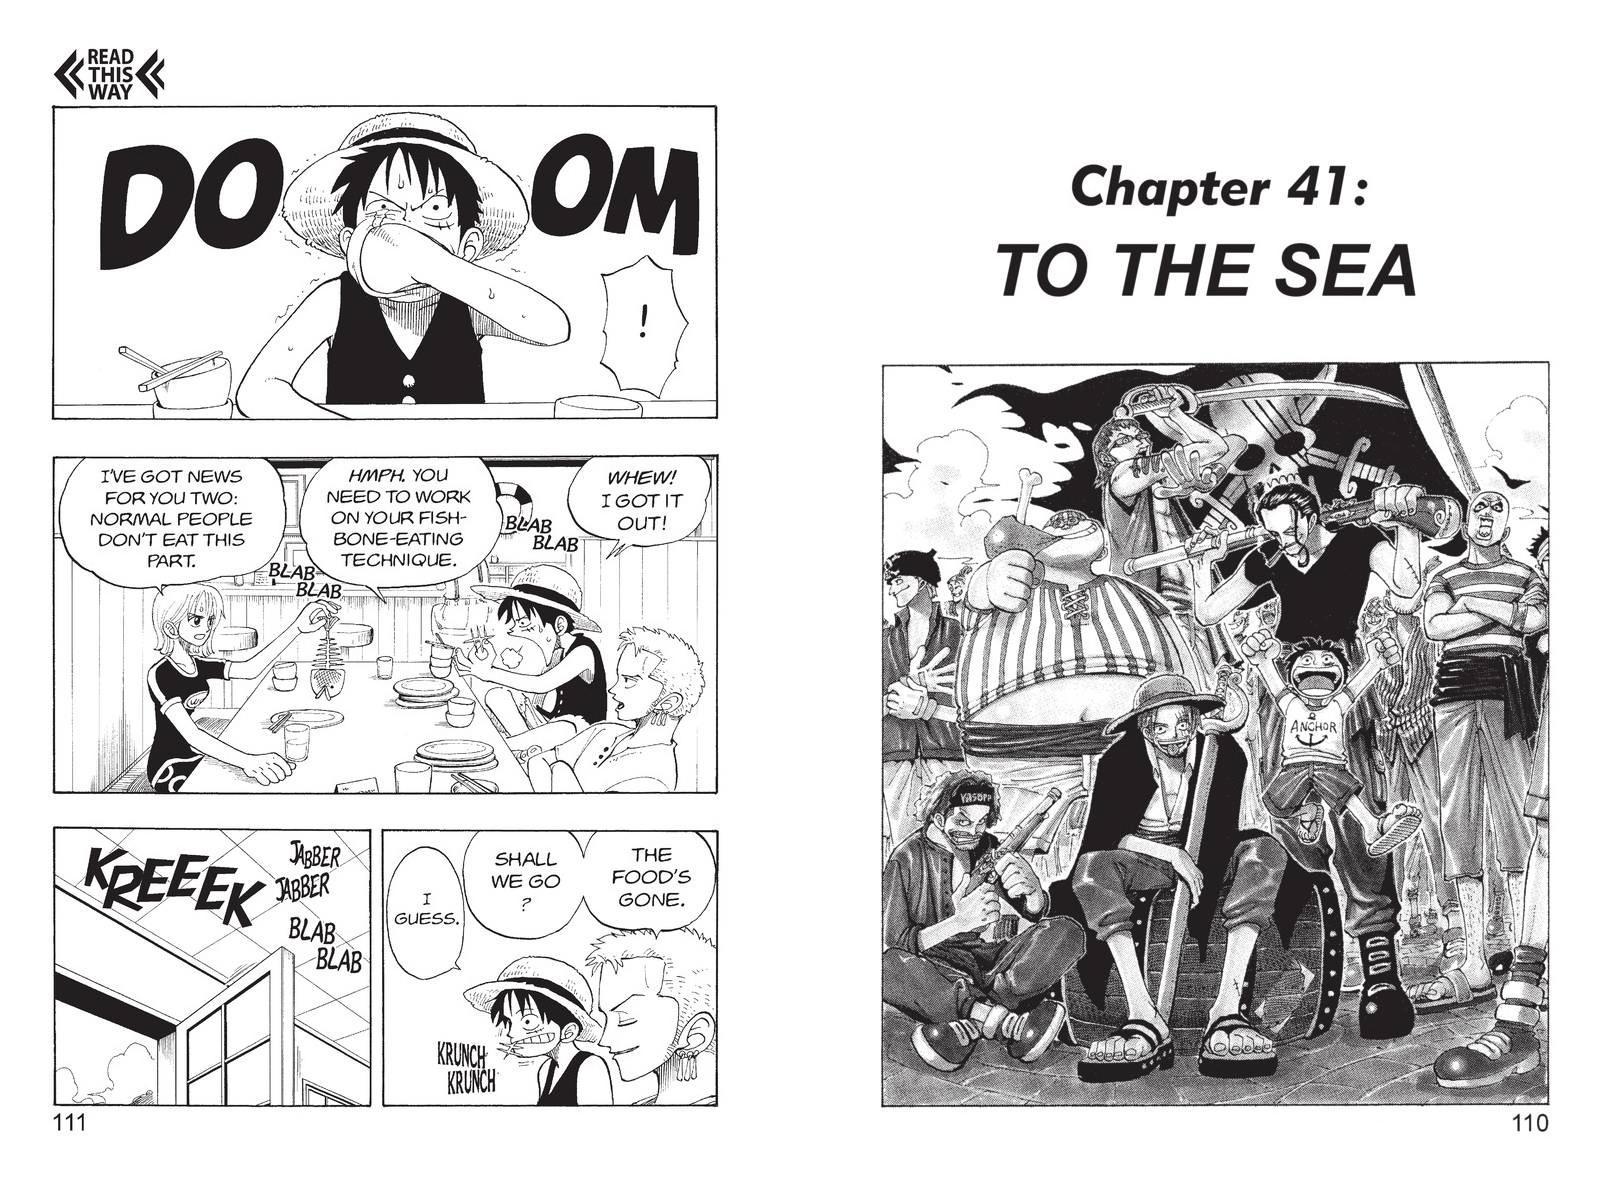 Chapter 41:
TO THE SEA
YASOPP
ANCHOR
110
READ
THIS
WAY
DOOM
!
WHEW!
I GOT IT
OUT!
HMPH. YOU
NEED TO WORK
ON YOUR FISH-
BONE-EATING
TECHNIQUE.
I'VE GOT NEWS
FOR YOU TWO:
NORMAL PEOPLE
DON'T EAT THIS
PART.
BLAB
BLAB
BLAB
BLAB
THE
FOOD'S
GONE.
SHALL
WE GO
?
I
GUESS.
KRUNCH
KRUNCH
JABBER
JABBER
BLAB
BLAB
KREEEK
111